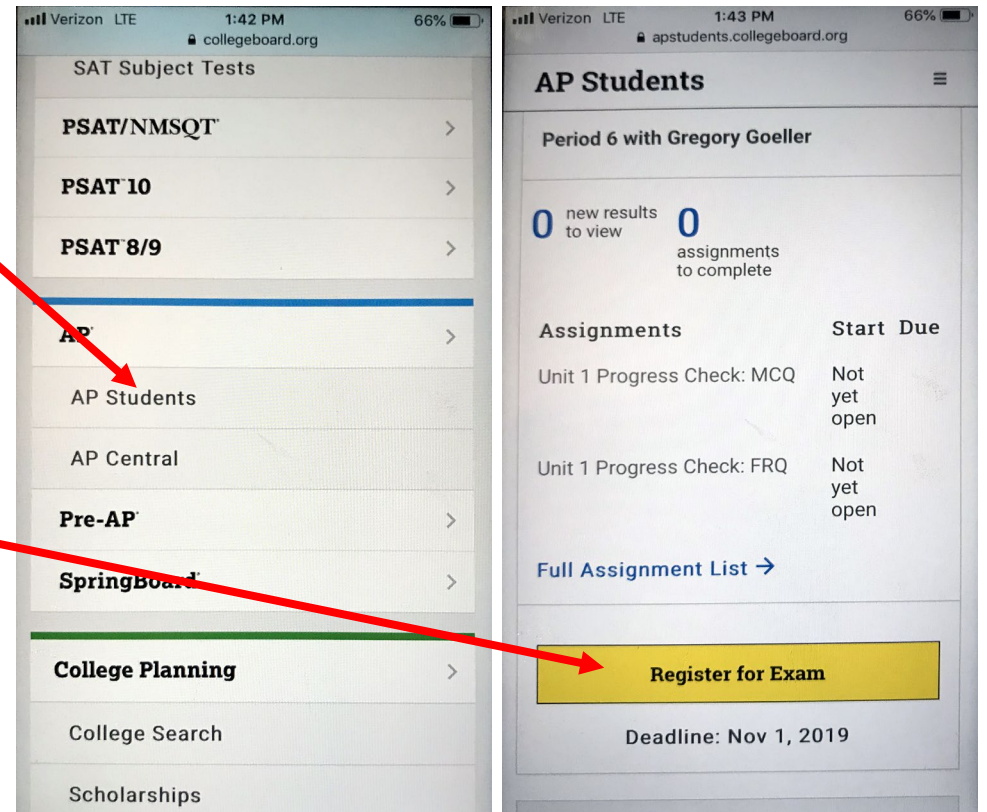 Verizon LTE 1:42 PM 66%
collegeboard.org
SAT Subject Tests
PSAT/NMSQT®
PSAT™10
PSAT™8/9
AP®
AP Students
AP Central
Pre-AP®
SpringBoard®
College Planning
College Search
Scholarships
Verizon LTE 1:43 PM 66%
apstudents.collegeboard.org
AP Students
Period 6 with Gregory Goeller
0 new results to view
0 assignments to complete
Assignments Start Due
Unit 1 Progress Check: MCQ Not
yet
open
Unit 1 Progress Check: FRQ Not
yet
open
Full Assignment List →
Register for Exam
Deadline: Nov 1, 2019